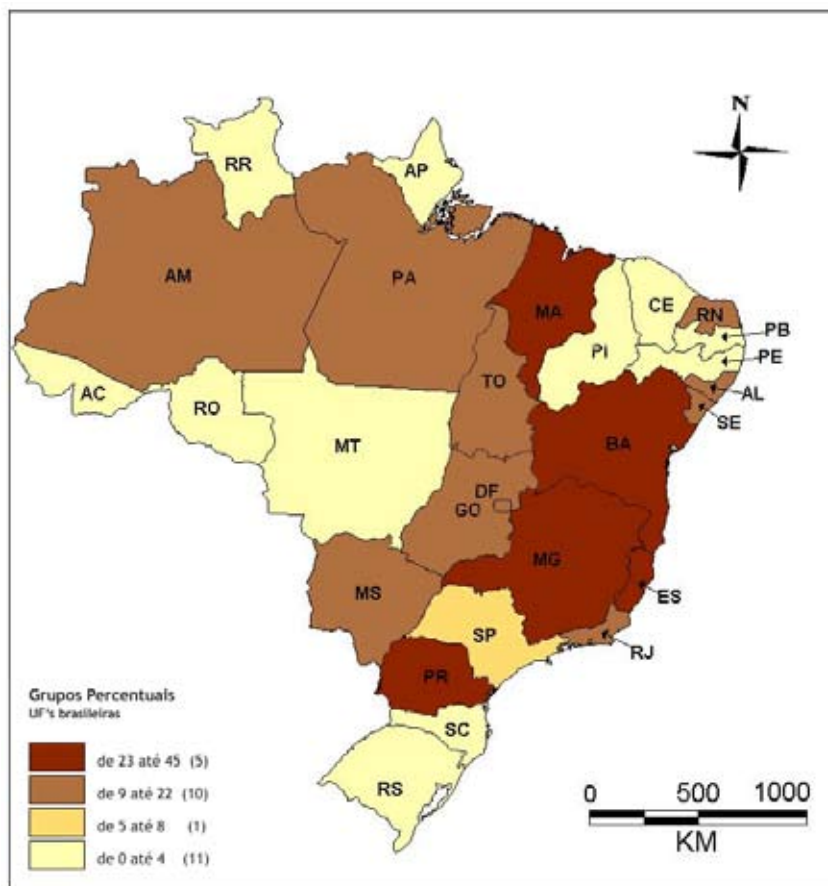 N
RR
AP
AM
PA
MA
CE
RN
PB
PI
PE
AC
TO
AL
RO
SE
MT
BA
DF
GO
MG
MS
ES
SP
RJ
PR
SC
RS
Grupos Percentuais
UF's brasileiras
de 23 até 45 (5)
de 9 até 22 (10)
de 5 até 8 (1)
de 0 até 4 (11)
0 500 1000
KM